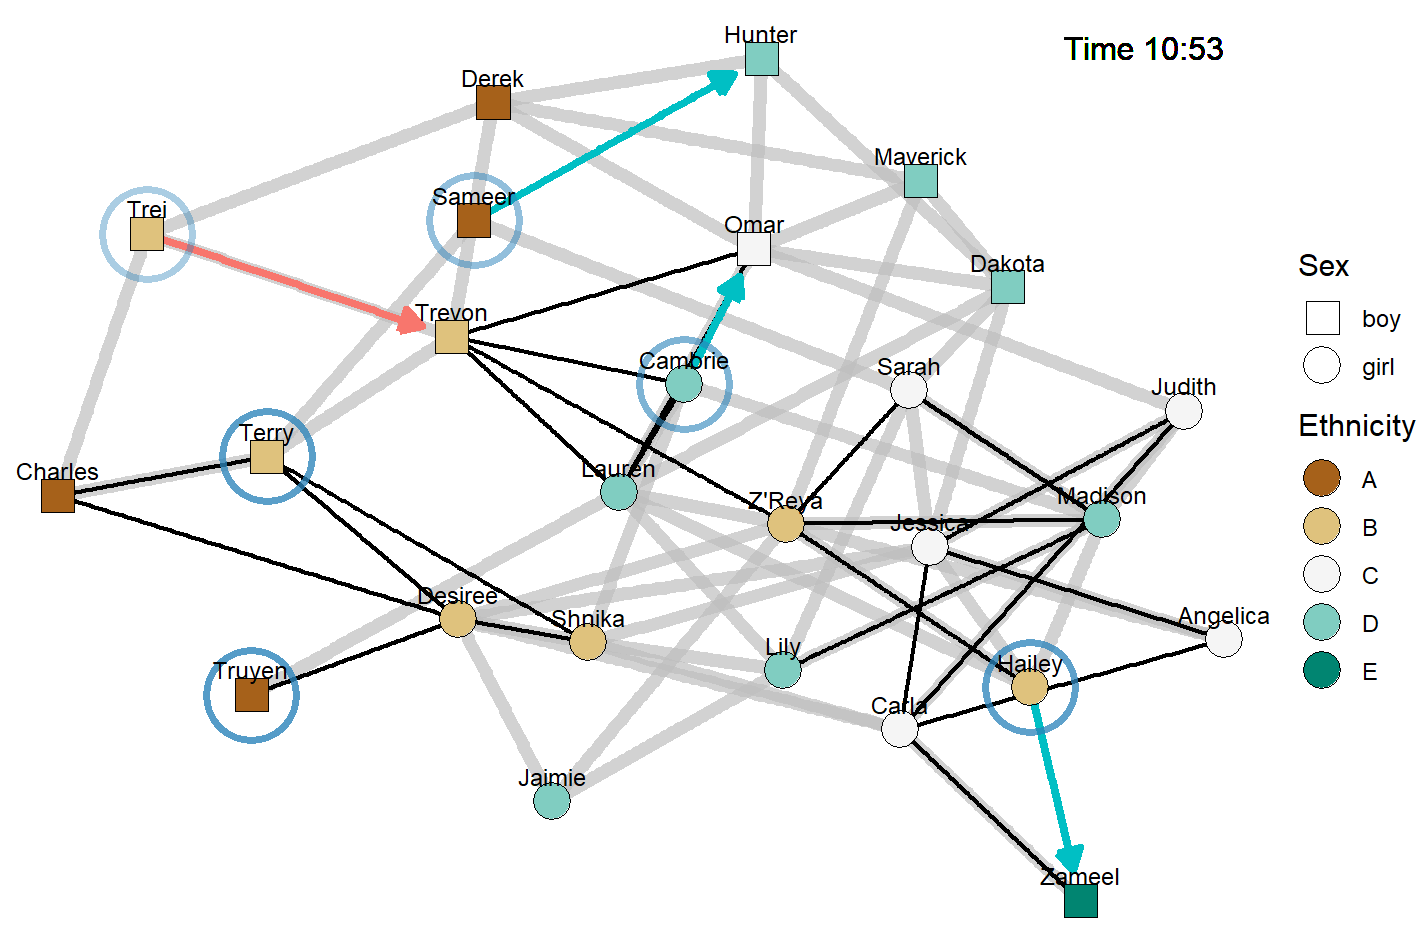 Hunter
Time 10:53
Derek
Maverick
Sameer
Trei
Omar
Dakota
Sex
Trevon
boy
Cambrie
Sarah
girl
Judith
Ethnicity
Terry
Charles
Lauren
A
Z'Reya
Madison
Jessica
B
C
Desiree
Shnika
Angelica
D
Lily
Truyen
Hailey
E
Carla
Jaimie
Zameel